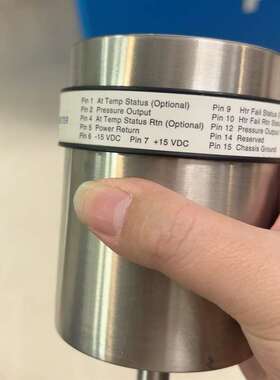 Pin 1 At Temp Status (Optional)
Pin 2 Pressure Output
Pin 4 At Temp Status Rtn (Optional)
Pin 5 Power Return
Pin 6 -15 VDC Pin 7 +15 VDC
Pin 9 Htr Fail Status
Pin 10 Htr Fail Rtn
Pin 12 Pressure Output
Pin 14 Reserved
Pin 15 Chassis Ground